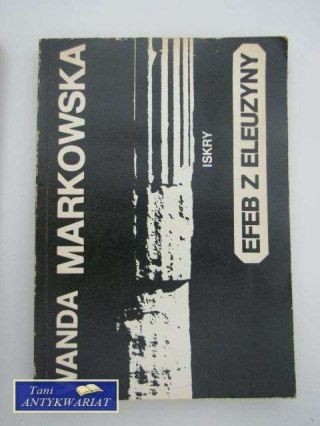 WANDA MARKOWSKA
ISKRY
EFEB Z ELEUZYNY
Tani
ANTYKWARIAT